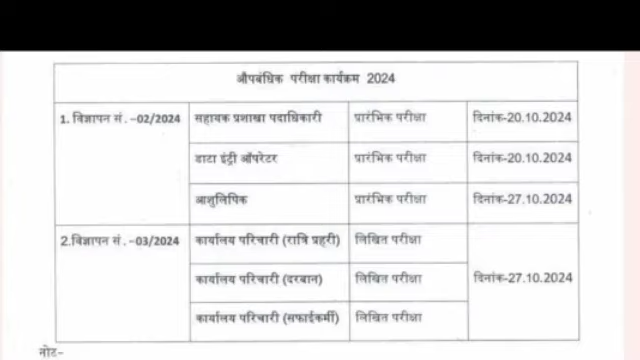 औपबंधिक परीक्षा कार्यक्रम 2024
1. विज्ञापन सं. -02/2024 सहायक प्रशाखा पदाधिकारी प्रारंभिक परीक्षा दिनांक-20.10.2024
डाटा इंट्री ऑपरेटर प्रारंभिक परीक्षा दिनांक-20.10.2024
आशुलिपिक प्रारंभिक परीक्षा दिनांक-27.10.2024
2.विज्ञापन सं. -03/2024 कार्यालय परिचारी (रात्रि प्रहरी) लिखित परीक्षा
कार्यालय परिचारी (दरबान) लिखित परीक्षा दिनांक-27.10.2024
कार्यालय परिचारी (सफाईकर्मी) लिखित परीक्षा
नोट-